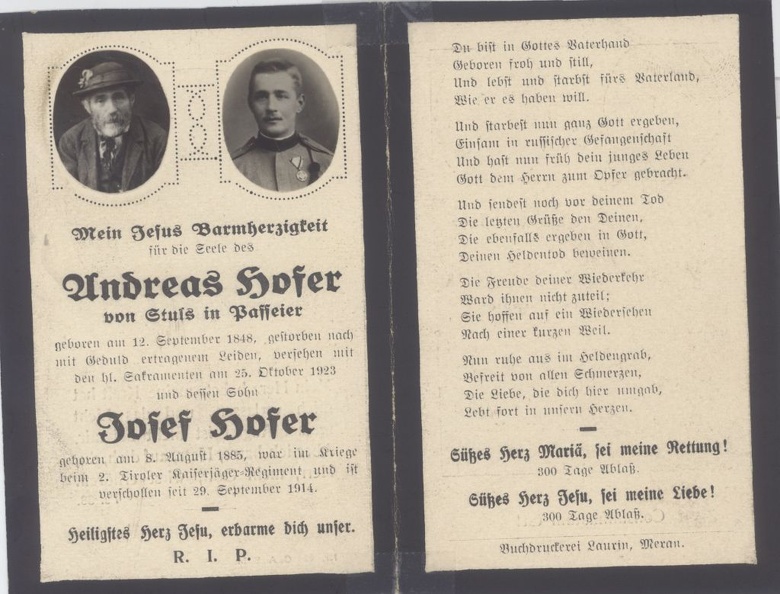 Mein Jesus Barmherzigkeit
für die Seele des
Andreas Hofer
von Stuls in Passeier
geboren am 12. September 1848, gestorben nach
mit Geduld ertragenem Leiden, versehen mit
den hl. Sakramenten am 25. Oktober 1923
und dessen Sohn
Josef Hofer
geboren am 8. August 1885, war im Kriege
beim 2. Tiroler Kaiserjäger-Regiment und ist
verschollen seit 29. September 1914.
Heiligstes Herz Jesu, erbarme dich unser.
R. I. P.
Du bist in Gottes Vaterhand
Geboren froh und still,
Und lebst und starbst fürs Vaterland,
Wie er es haben will.
Und starbest nun ganz Gott ergeben,
Einsam in russischer Gefangenschaft
Und hast nun früh dein junges Leben
Gott dem Herrn zum Opfer gebracht.
Und sendest noch vor deinem Tod
Die letzten Grüße den Deinen,
Die ebenfalls ergeben in Gott,
Deinen Heldentod beweinen.
Die Freude deiner Wiederkehr
Ward ihnen nicht zuteil;
Sie hoffen auf ein Wiedersehen
Nach einer kurzen Weil.
Nun ruhe aus im Heldengrab,
Befreit von allen Schmerzen,
Die Liebe, die dich hier umgab,
Lebt fort in unsern Herzen.
Süßes Herz Mariä, sei meine Rettung!
300 Tage Ablaß.
Süßes Herz Jesu, sei meine Liebe!
300 Tage Ablaß.
Buchdruckerei Laurin, Meran.